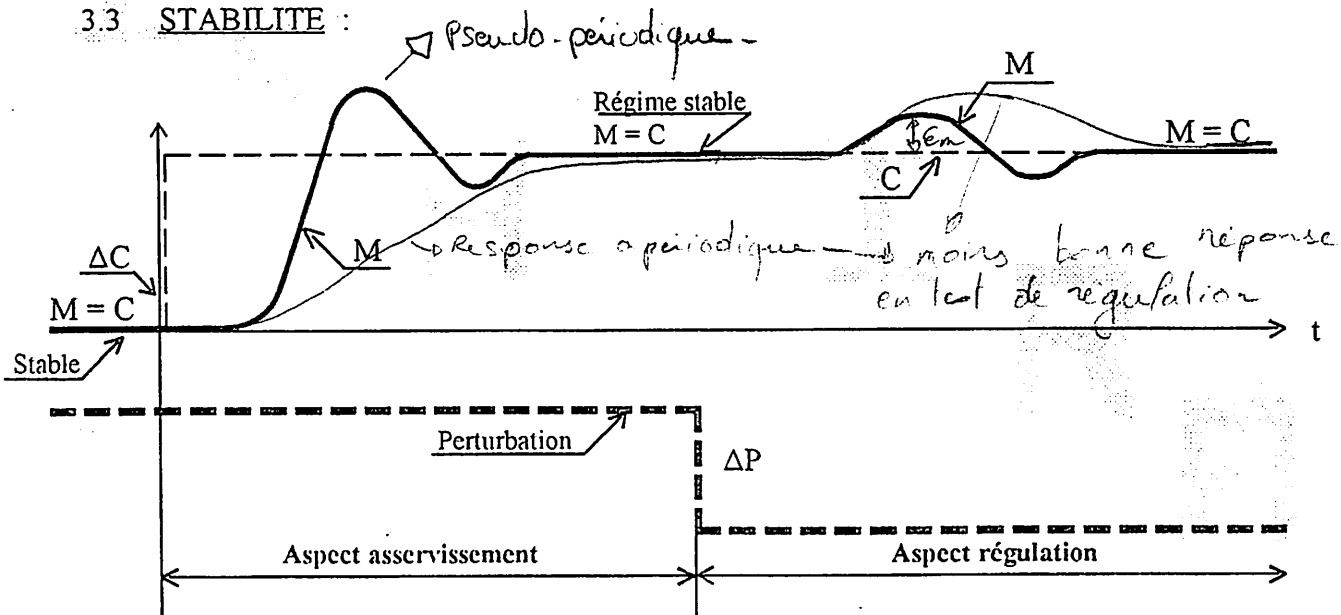 3.3 STABILITE :
Pseudo-périodique
M
Régime stable
M = C
M = C
εm
C
ΔC
M
Response apériodique
moins bonne réponse
en test de régulation
M = C
t
Stable
Perturbation
ΔP
Aspect asservissement
Aspect régulation